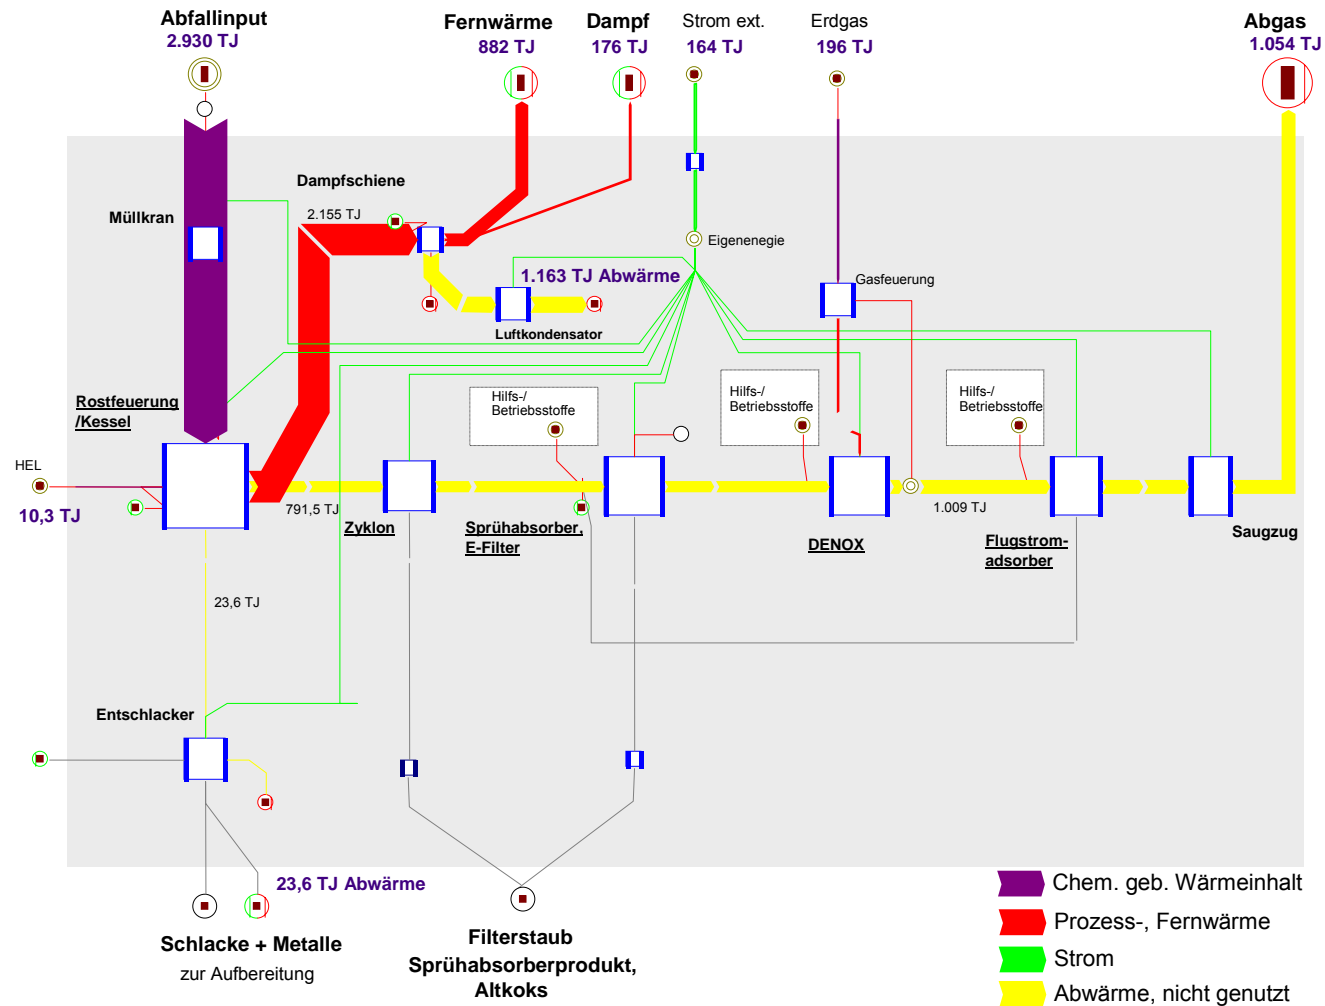 Abfallinput
2.930 TJ
Fernwärme
882 TJ
Dampf
176 TJ
Strom ext.
164 TJ
Erdgas
196 TJ
Abgas
1.054 TJ
Dampfschiene
2.155 TJ
Müllkran
Eigenenegie
1.163 TJ Abwärme
Gasfeuerung
Luftkondensator
Rostfeuerung
/Kessel
Hilfs-/
Betriebsstoffe
Hilfs-/
Betriebsstoffe
Hilfs-/
Betriebsstoffe
HEL
10,3 TJ
791,5 TJ
Zyklon
Sprühabsorber,
E-Filter
DENOX
1.009 TJ
Flugstrom-
adsorber
Saugzug
23,6 TJ
Entschlacker
23,6 TJ Abwärme
Schlacke + Metalle
zur Aufbereitung
Filterstaub
Sprühabsorberprodukt,
Altkoks
Chem. geb. Wärmeinhalt
Prozess-, Fernwärme
Strom
Abwärme, nicht genutzt